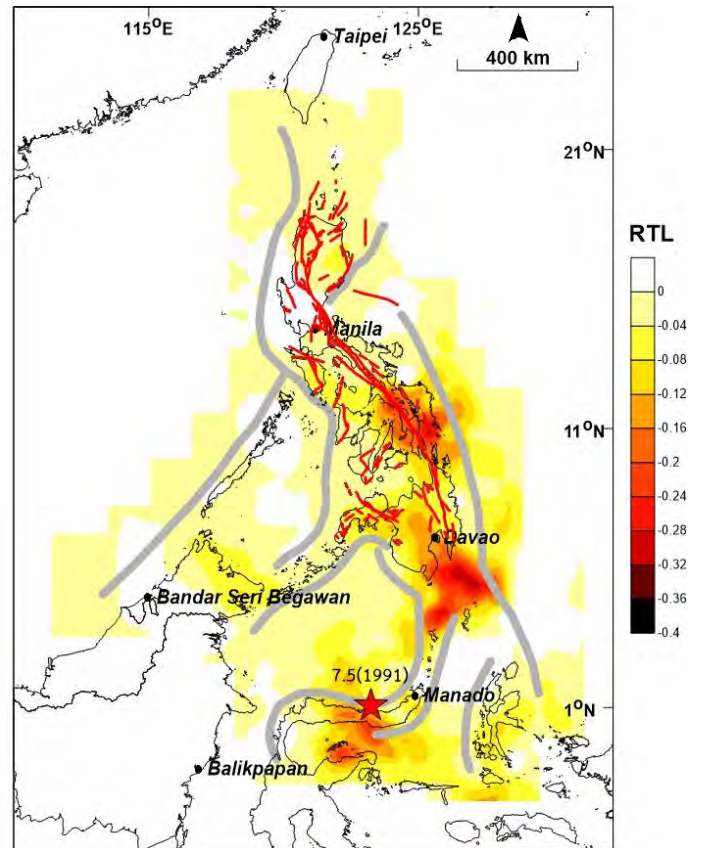 115°E
125°E
Taipei
400 km
21°N
RTL
0
-0.04
-0.08
-0.12
-0.16
-0.2
-0.24
-0.28
-0.32
-0.36
-0.4
Manila
11°N
Davao
Bandar Seri Begawan
7.5(1991)
Manado
1°N
Balikpapan